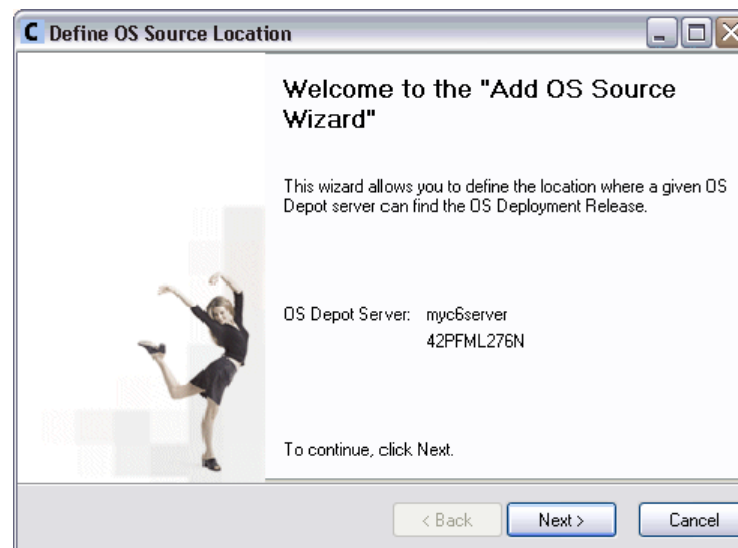 C Define OS Source Location
Welcome to the "Add OS Source
Wizard"
This wizard allows you to define the location where a given OS
Depot server can find the OS Deployment Release.
OS Depot Server: myc6server
42PFML276N
To continue, click Next.
< Back Next > Cancel